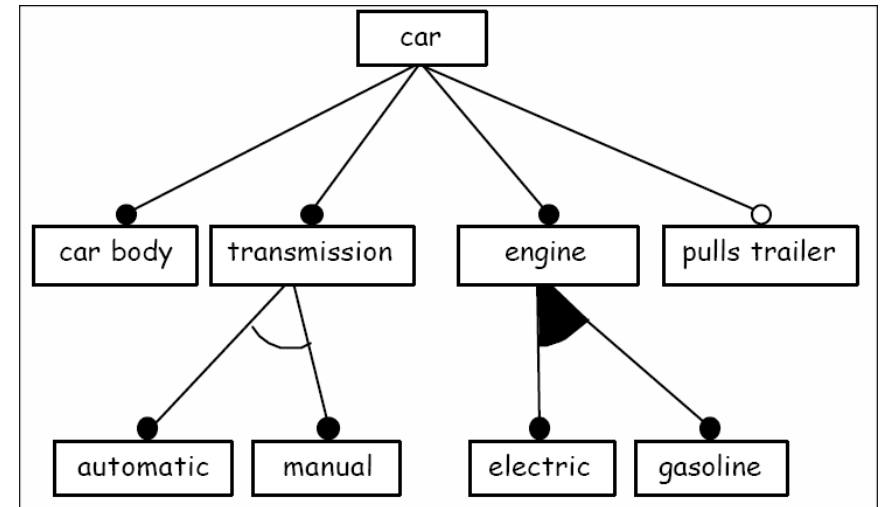 car
car body
transmission
engine
pulls trailer
automatic
manual
electric
gasoline